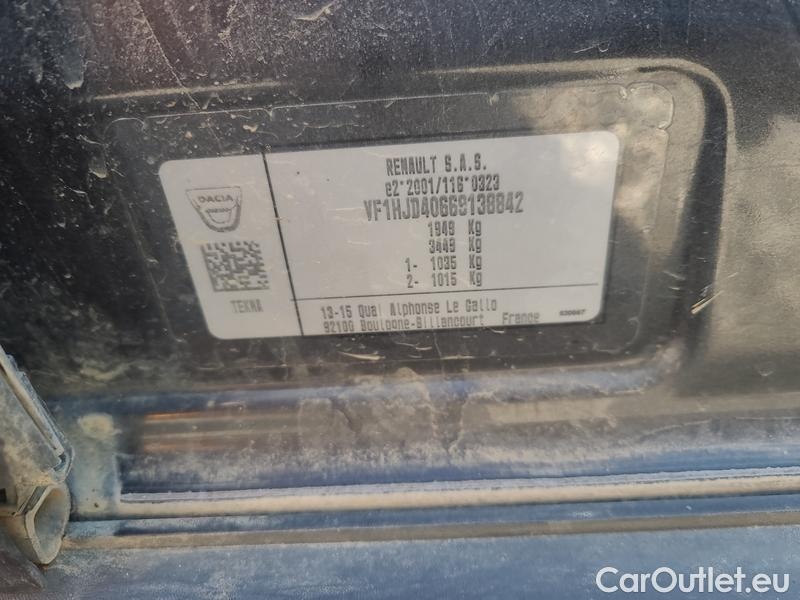 RENAULT S.A.S.
e2*2001/116*0323
VF1HJD40669138842
1949 Kg
3449 Kg
1- 1035 Kg
2- 1015 Kg
DACIA
TEKNA
13-15 Quai Alphonse Le Gallo
92100 Boulogne-Billancourt France
CarOutlet.eu